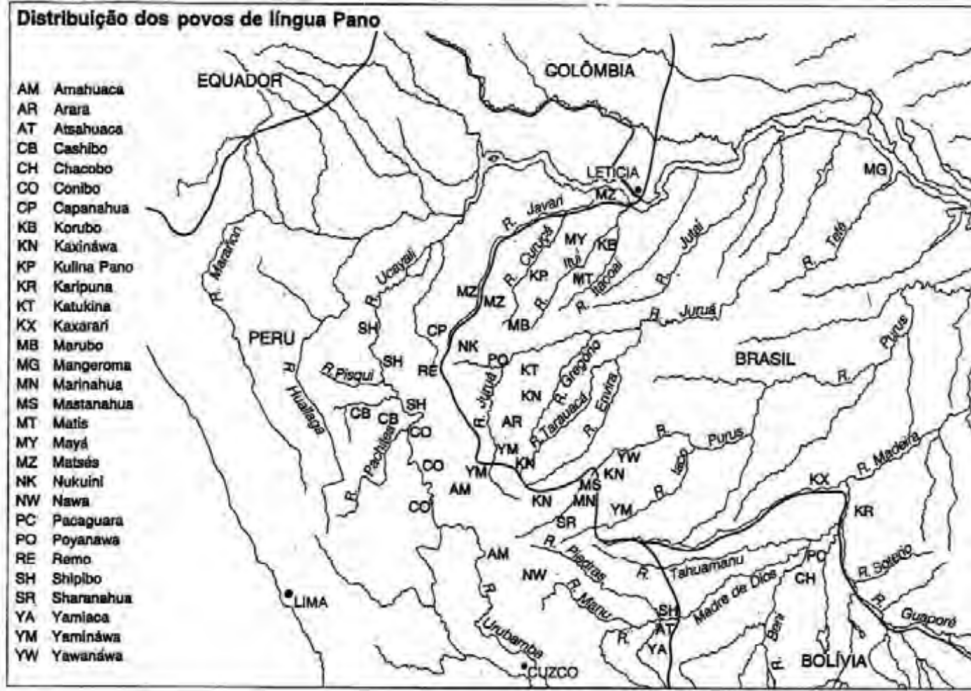 Distribuição dos povos de língua Pano
AM Amahuaca
AR Arara
AT Atsahuaca
CB Cashibo
CH Chacobo
CO Conibo
CP Capanahua
KB Korubo
KN Kaxináwa
KP Kulina Pano
KR Karipuna
KT Katukina
KX Kaxarari
MB Marubo
MG Mangeroma
MN Marinahua
MS Mastanahua
MT Matis
MY Mayá
MZ Matsés
NK Nukuini
NW Nawa
PC Pacaguara
PO Poyanawa
RE Remo
SH Shipibo
SR Sharanahua
YA Yamiaca
YM Yamináwa
YW Yawanáwa
EQUADOR
GOLÔMBIA
LETICIA
MZ
MG
R. Javari
R. Marañon
R. Ucayali
R. Curuçá
MY
KB
Ituí
R.
KP
MT
R. Itacoaí
R. Jutaí
R. Tefé
MZ
MZ
MB
R. Juruá
SH
CP
PERU
NK
PO
BRASIL
R. Purus
SH
RE
KT
R. Gregório
R. Pisqui
R. Huallaga
R. Juruá
KN
R. Tarauacá
R. Envira
SH
CB
CB
CO
AR
R. Pachitea
YM
YW
R. Purus
CO
YM
KN
KN
R. Iaco
R. Madeira
AM
MS
KX
CO
KN
MN
YM
KR
SR
AM
R. Piedras
R. Tahuamanu
PC
NW
CH
R. Soterio
LIMA
R. Manu
Madre de Dios
SH
R. Guaporé
R. Urubamba
AT
R.
YA
R. Beni
CUZCO
BOLÍVIA